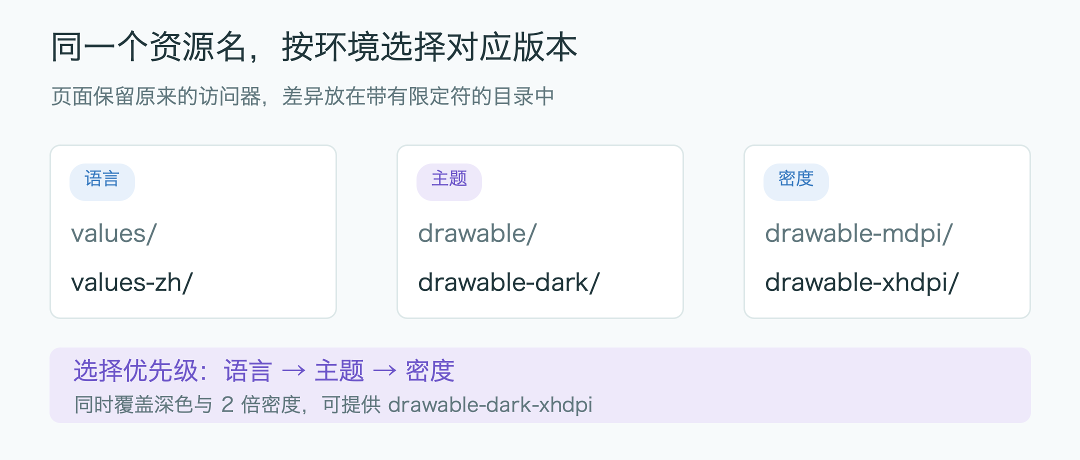 同一个资源名，按环境选择对应版本
页面保留原来的访问器，差异放在带有限定符的目录中
语言
values/
values-zh/
主题
drawable/
drawable-dark/
密度
drawable-mdpi/
drawable-xhdpi/
选择优先级：语言 → 主题 → 密度
同时覆盖深色与 2 倍密度，可提供 drawable-dark-xhdpi